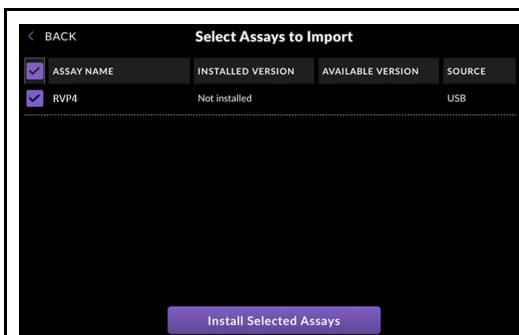 BACK
Select Assays to Import
ASSAY NAME INSTALLED VERSION AVAILABLE VERSION SOURCE
RVP4 Not installed USB
Install Selected Assays